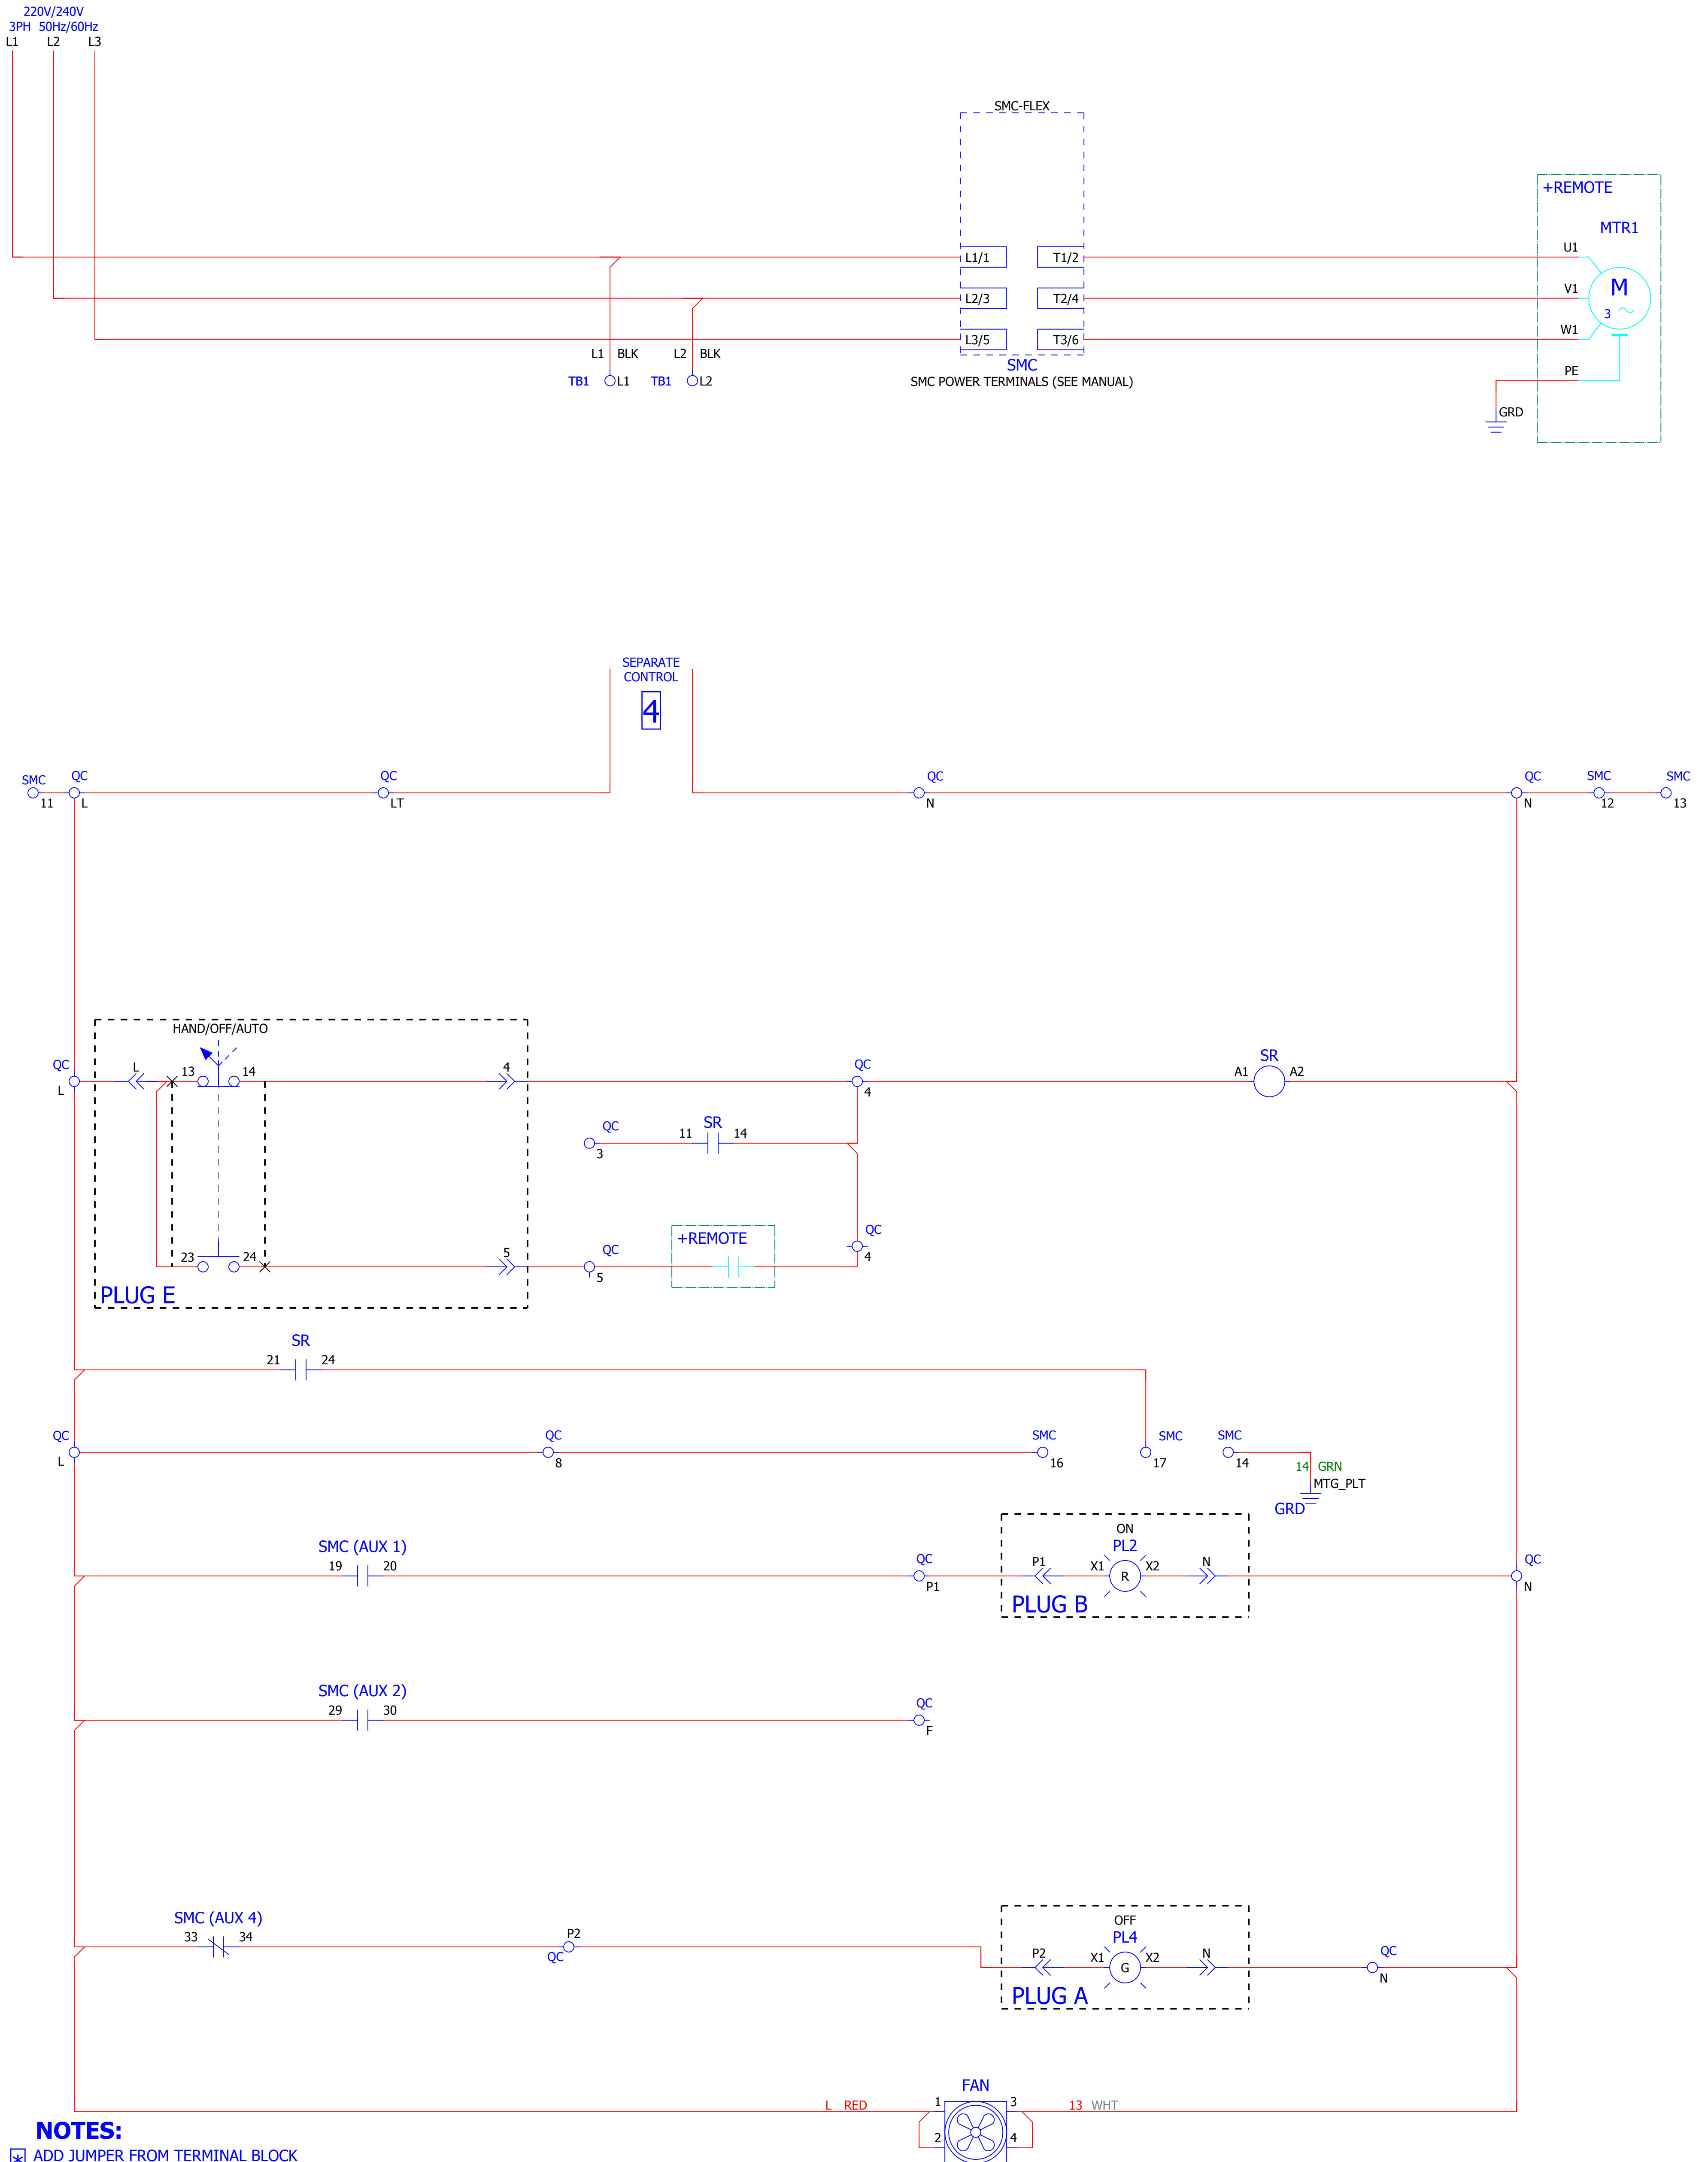 220V/240V
3PH 50Hz/60Hz
L1 L2 L3
SMC-FLEX
+REMOTE
MTR1
L1/1 T1/2 U1
L2/3 T2/4 V1
M
3
L3/5 T3/6 W1
L1 BLK L2 BLK
SMC
PE
TB1 L1 TB1 L2
SMC POWER TERMINALS (SEE MANUAL)
GRD
SEPARATE
CONTROL
4
SMC QC QC QC QC SMC SMC
11 L LT N N 12 13
HAND/OFF/AUTO
QC L 13 14 4 QC SR
L 4 A1 A2
QC SR
3 11 14
+REMOTE QC
23 24 5 QC 4
5
PLUG E
SR
21 24
QC QC SMC SMC SMC
L 8 16 17 14
14 GRN
MTG_PLT
GRD
ON
SMC (AUX 1) PL2
19 20 QC P1 X1 R X2 N QC
P1 N
PLUG B
SMC (AUX 2)
29 30 QC
F
SMC (AUX 4) OFF
33 34 P2 PL4
QC P2 X1 G X2 N QC
N
PLUG A
FAN
L RED 1 3 13 WHT
2 4
NOTES:
* ADD JUMPER FROM TERMINAL BLOCK